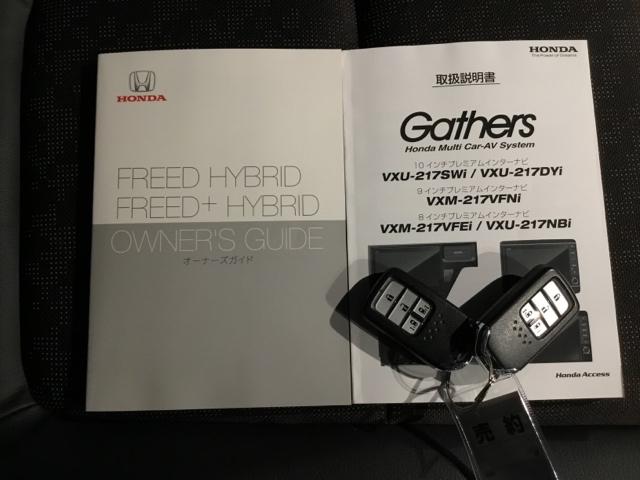 HONDA
FREED HYBRID
FREED+ HYBRID
OWNER'S GUIDE
オーナーズガイド
HONDA
The Power of Dreams
取扱説明書
Gathers
Honda Multi Car-AV System
10インチプレミアムインターナビ
VXU-217SWi / VXU-217DYi
9インチプレミアムインターナビ
VXM-217VFNi
8インチプレミアムインターナビ
VXM-217VFEi / VXU-217NBi
Honda Access
売約